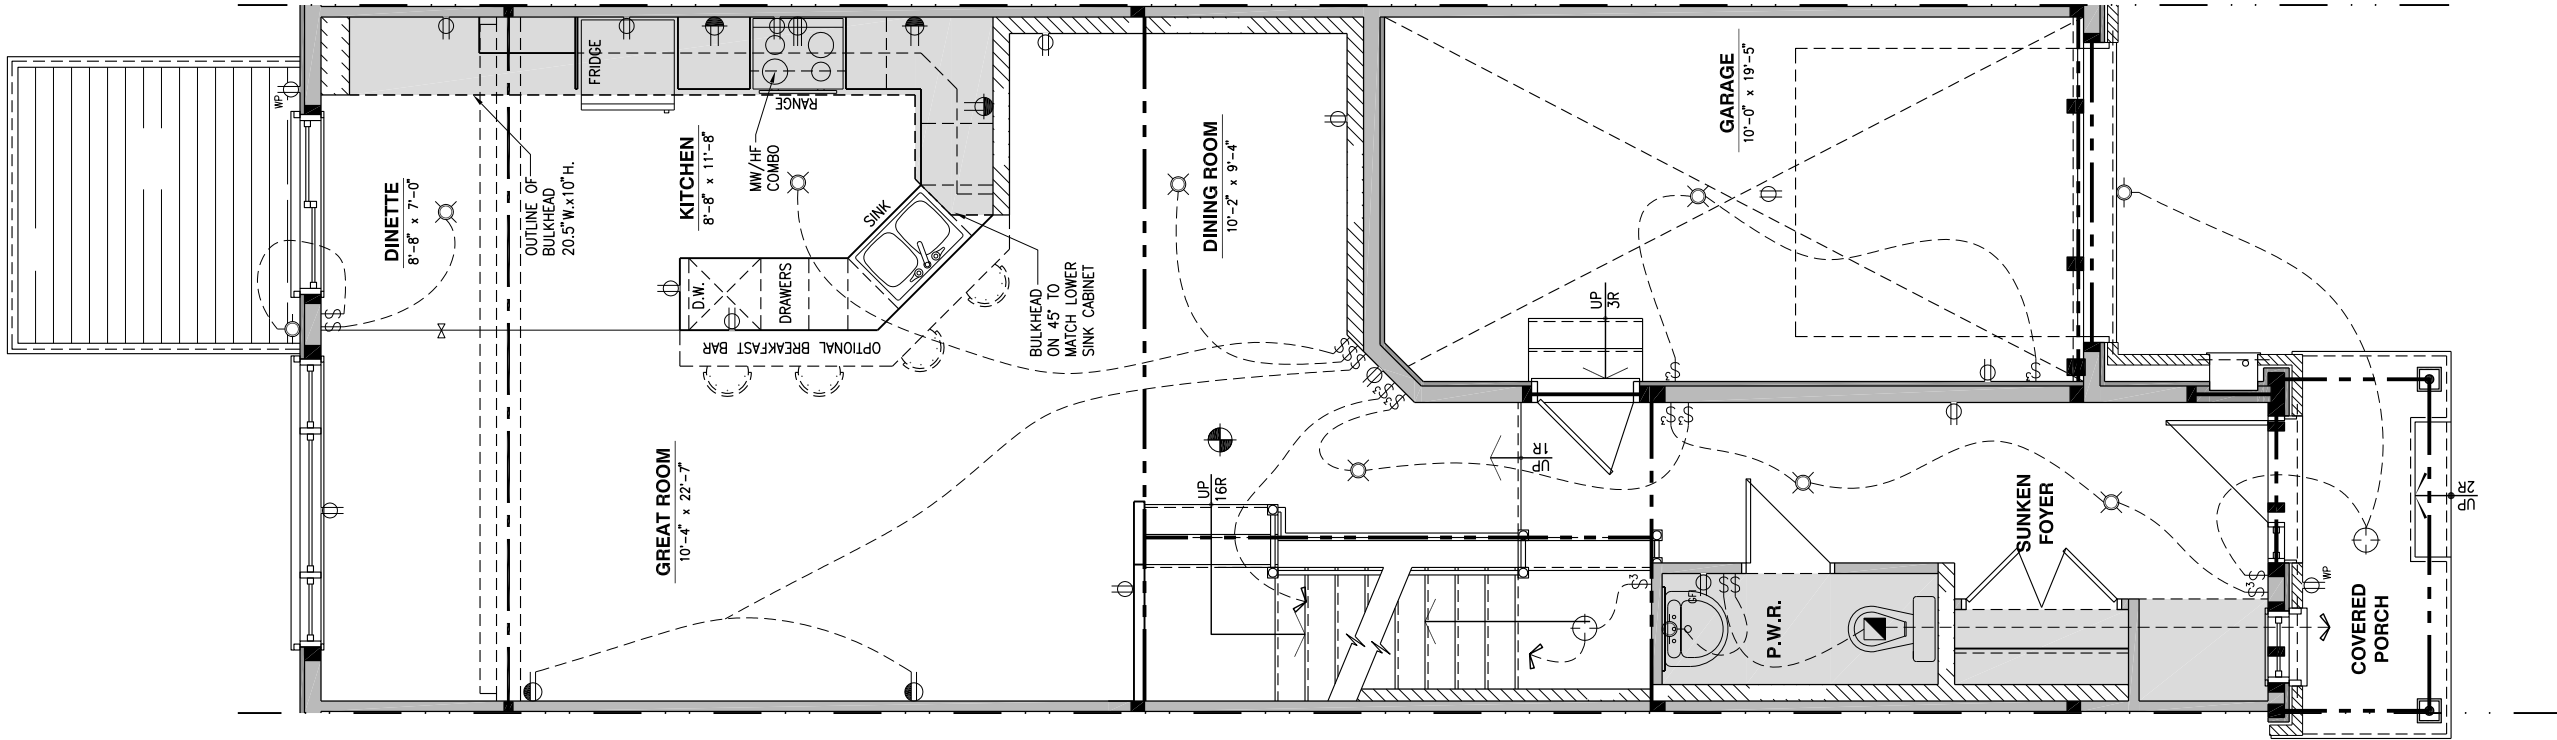 WP
DINETTE
8'-8" x 7'-0"
$$
OUTLINE OF
BULKHEAD
20.5"W.x10"H.
FRIDGE
RANGE
MW/HF
COMBO
KITCHEN
8'-8" x 11'-8"
SINK
D.W.
DRAWERS
OPTIONAL BREAKFAST BAR
BULKHEAD
ON 45° TO
MATCH LOWER
SINK CABINET
DINING ROOM
10'-2" x 9'-4"
GREAT ROOM
10'-4" x 22'-7"
UP
16R
UP
1R
GARAGE
10'-0" x 19'-5"
UP
3R
SUNKEN
FOYER
GFI
$$
P.W.R.
WP
COVERED
PORCH
UP
2R